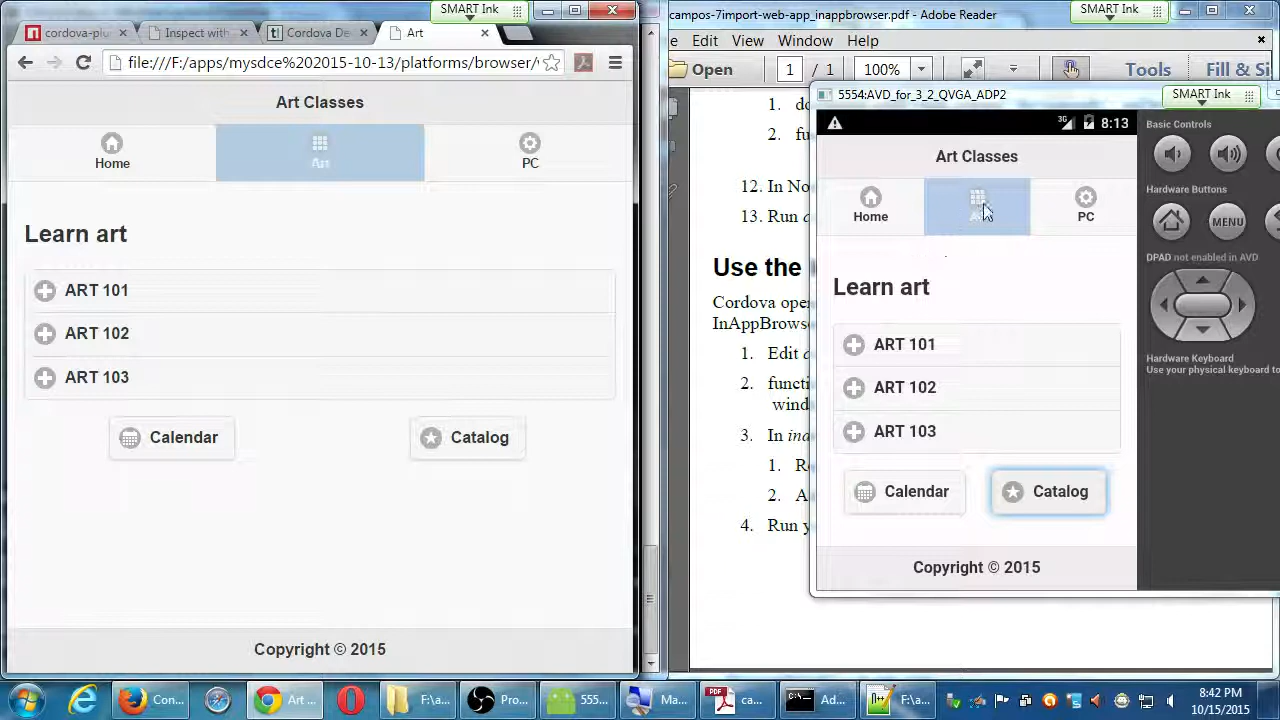 SMART Ink
cordova-plu
Inspect with
Cordova De
Art
file:///F:/apps/mysdce%202015-10-13/platforms/browser/
Art Classes
Home
Art
PC
Learn art
ART 101
ART 102
ART 103
Calendar
Catalog
Copyright © 2015
campos-7import-web-app_inappbrowser.pdf - Adobe Reader
SMART Ink
e Edit View Window Help
Open
1 / 1
100%
Tools
Fill & Si
1. do
2. fu
12. In No
13. Run
Use the
Cordova ope
InAppBrows
1. Edit
2. functi
wind
3. In ina
1. R
2. A
4. Run y
5554:AVD_for_3_2_QVGA_ADP2
SMART Ink
3G 8:13
Art Classes
Home
PC
Learn art
ART 101
ART 102
ART 103
Calendar
Catalog
Copyright © 2015
Basic Controls
Hardware Buttons
MENU
DPAD not enabled in AVD
Hardware Keyboard
Use your physical keyboard to
Con...
Art ...
F:\a...
Pro...
555...
Ma...
PDF
ca...
Ad...
F:\a...
8:42 PM
10/15/2015